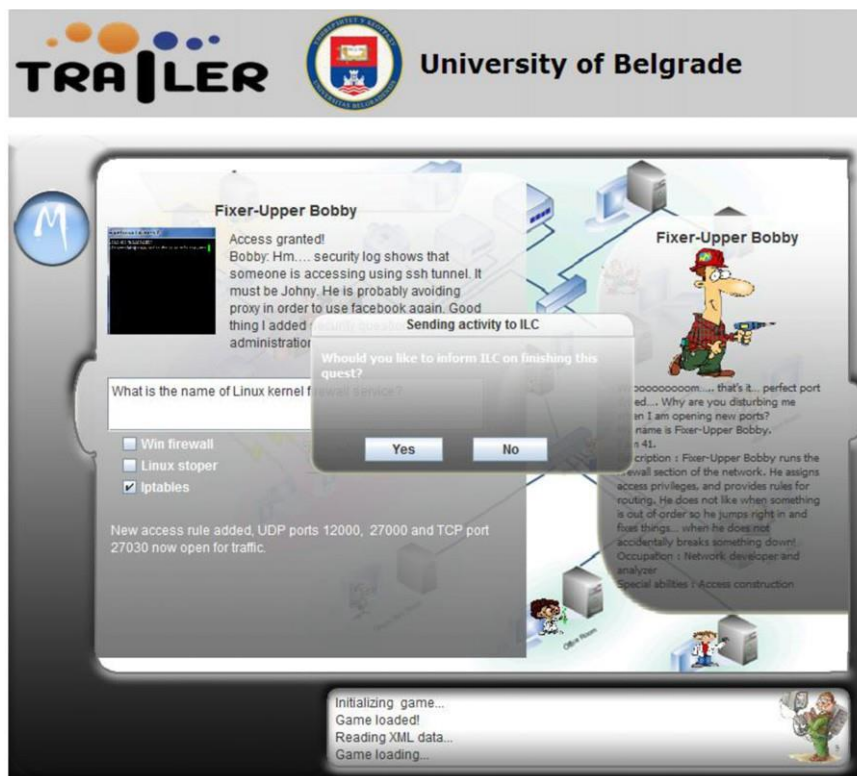 TRAILER
University of Belgrade
M
Fixer-Upper Bobby
Access granted!
Bobby: Hm.... security log shows that
someone is accessing using ssh tunnel. It
must be Johny. He is probably avoiding
proxy in order to use facebook again. Good
thing I added
administration
Sending activity to ILC
Whould you like to inform ILC on finishing this
quest?
Yes
No
What is the name of Linux kernel firewall service?
Win firewall
Linux stoper
Iptables
New access rule added, UDP ports 12000, 27000 and TCP port
27030 now open for traffic.
Fixer-Upper Bobby
that's it... perfect port
Why are you disturbing me
I am opening new ports?
name is Fixer-Upper Bobby.
41.
: Fixer-Upper Bobby runs the
section of the network. He assigns
access privileges, and provides rules for
routing. He does not like when something
is out of order so he jumps right in and
fixes things... when he does not
accidentally breaks something down!
Occupation : Network developer and
analyzer
Special abilities : Access construction
Office Room
Initializing game...
Game loaded!
Reading XML data...
Game loading...